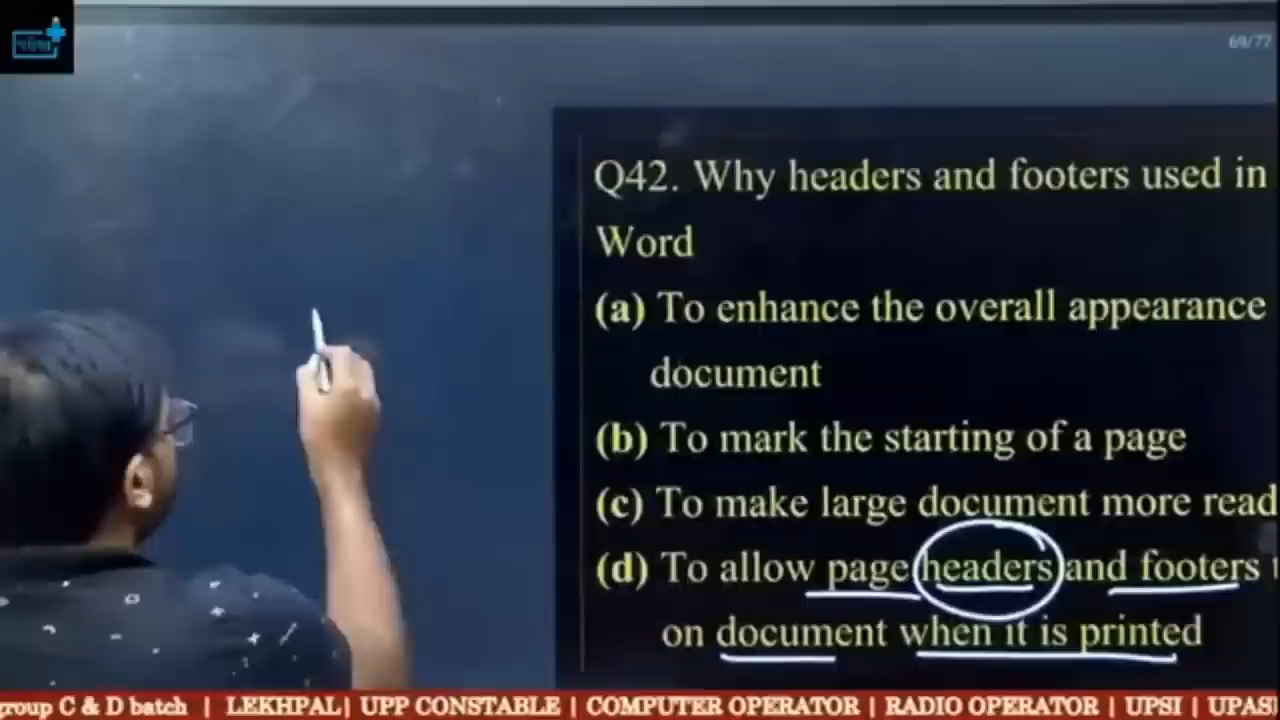 69/77
Q42. Why headers and footers used in
Word
(a) To enhance the overall appearance
document
(b) To mark the starting of a page
(c) To make large document more read
(d) To allow page headers and footers
on document when it is printed
group C & D batch | LEKHPAL| UPP CONSTABLE | COMPUTER OPERATOR | RADIO OPERATOR | UPSI | UPASI